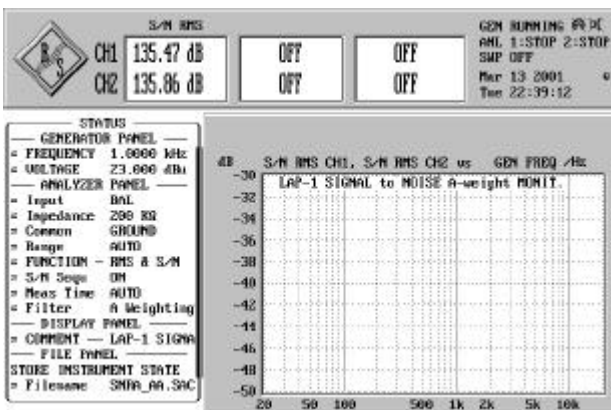 S/N RMS
R/S
CH1 135.47 dB OFF OFF
CH2 135.86 dB OFF OFF
GEN RUNNING
ANL 1:STOP 2:STOP
SWP OFF
Mar 13 2001
Tue 22:39:12
STATUS
GENERATOR PANEL
FREQUENCY 1.0000 kHz
VOLTAGE 23.000 dBu
ANALYZER PANEL
Input BAL
Impedance 200 KΩ
Common GROUND
Range AUTO
FUNCTION - RMS & S/N
S/N Sequ ON
Meas Time AUTO
Filter A Weighting
DISPLAY PANEL
COMMENT — LAP-1 SIGNA
FILE PANEL
STORE INSTRUMENT STATE
Filename SNRA_AA.SAC
dB S/N RMS CH1, S/N RMS CH2 vs GEN FREQ /Hz
LAP-1 SIGNAL to NOISE A-weight MONIT.
-30
-32
-34
-36
-38
-40
-42
-44
-46
-48
-50
20 50 100 500 1k 2k 5k 10k